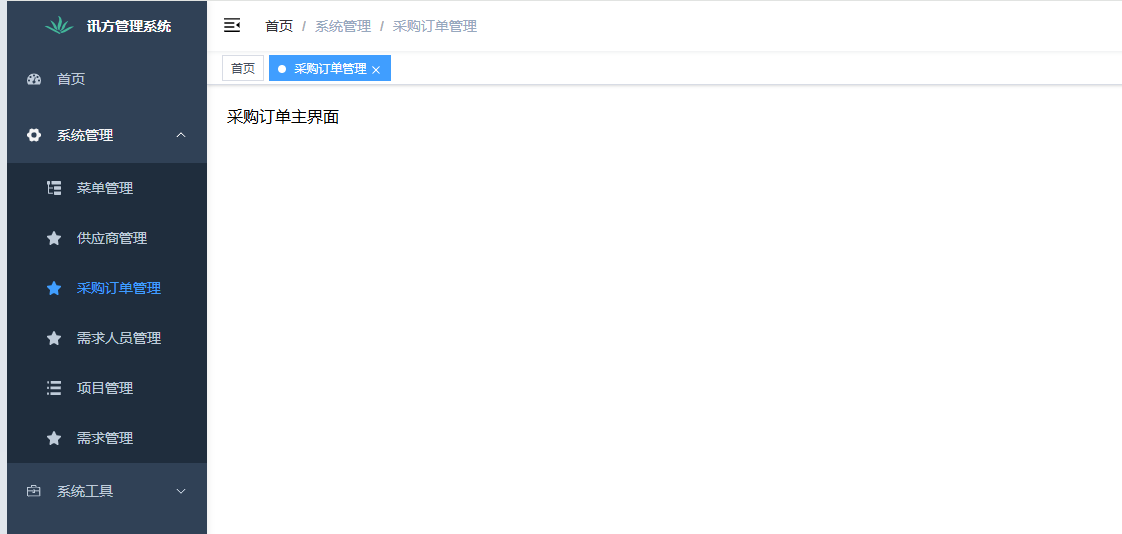 讯方管理系统
首页
系统管理
菜单管理
供应商管理
采购订单管理
需求人员管理
项目管理
需求管理
系统工具
首页 / 系统管理 / 采购订单管理
首页 采购订单管理
采购订单主界面